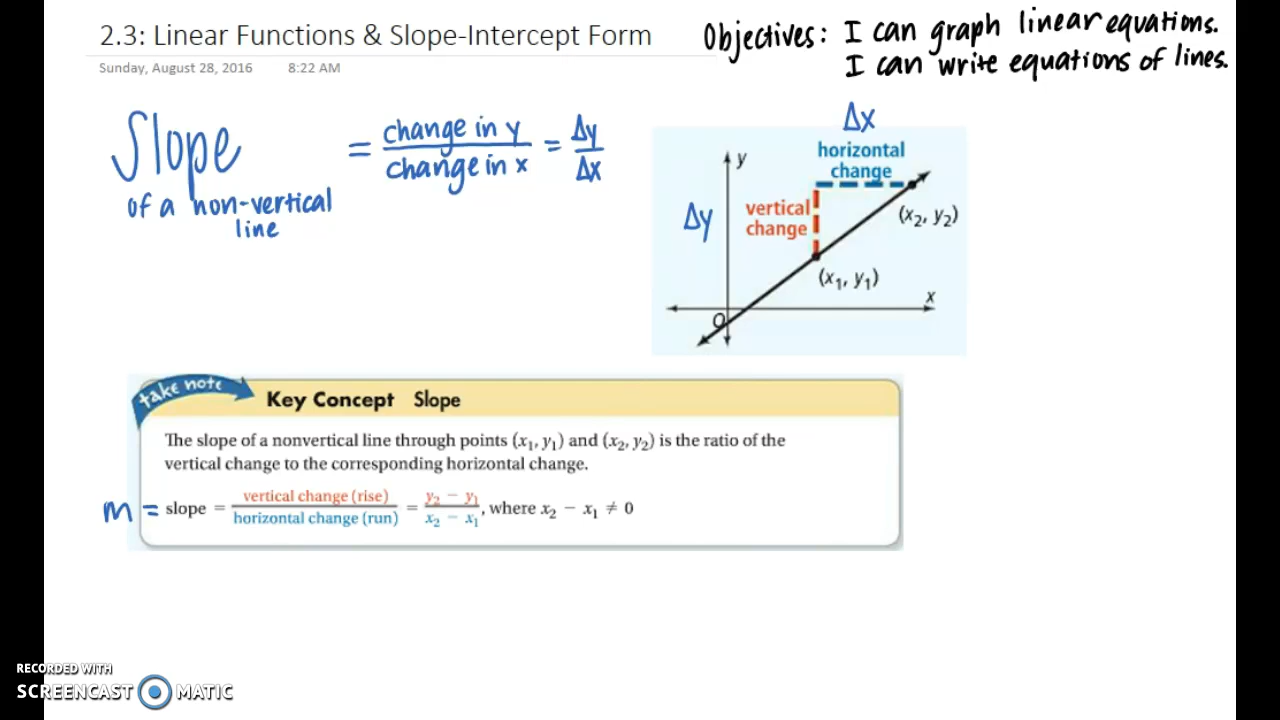 2.3: Linear Functions & Slope-Intercept Form
Sunday, August 28, 2016 8:22 AM
Objectives: I can graph linear equations.
I can write equations of lines.
Slope = change in y / change in x = Δy / Δx
of a non-vertical
line
Δx
horizontal
change
y
Δy
vertical
change
(x₂, y₂)
(x₁, y₁)
x
O
take note
Key Concept Slope
The slope of a nonvertical line through points (x₁, y₁) and (x₂, y₂) is the ratio of the
vertical change to the corresponding horizontal change.
m = slope = vertical change (rise) / horizontal change (run) = y₂ − y₁ / x₂ − x₁, where x₂ − x₁ ≠ 0
RECORDED WITH
SCREENCAST MATIC